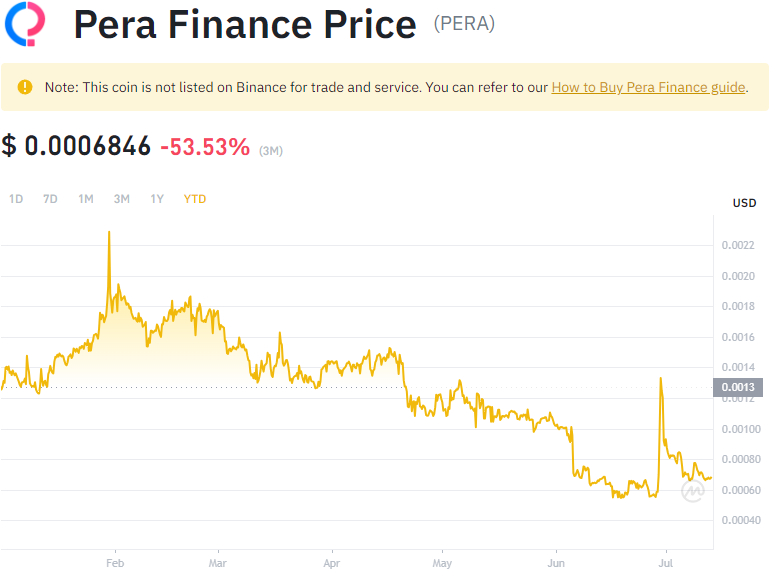 Pera Finance Price (PERA)
Note: This coin is not listed on Binance for trade and service. You can refer to our How to Buy Pera Finance guide.
$ 0.0006846 -53.53% (3M)
1D 7D 1M 3M 1Y YTD
USD
0.0022
0.0020
0.0018
0.0016
0.0014
0.0013
0.0012
0.00100
0.00080
0.00060
0.00040
Feb Mar Apr May Jun Jul